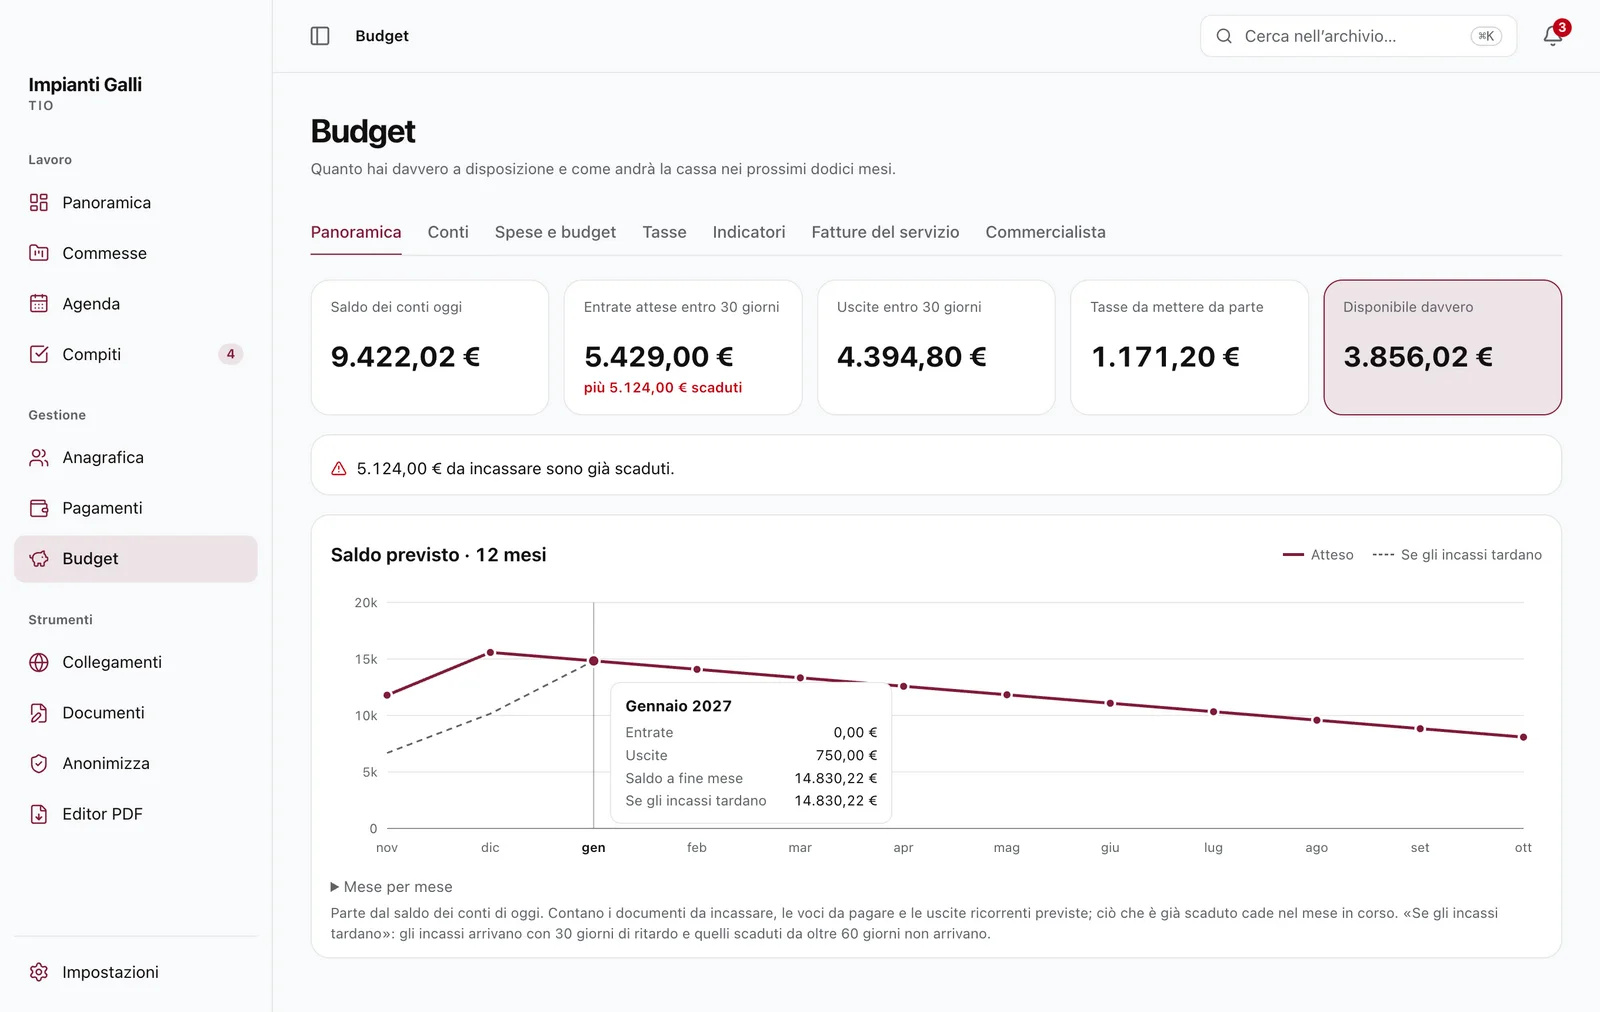 Impianti Galli
TIO
Lavoro
Panoramica
Commesse
Agenda
Compiti 4
Gestione
Anagrafica
Pagamenti
Budget
Strumenti
Collegamenti
Documenti
Anonimizza
Editor PDF
Impostazioni
Budget
Cerca nell'archivio... ⌘K
3
Budget
Quanto hai davvero a disposizione e come andrà la cassa nei prossimi dodici mesi.
Panoramica Conti Spese e budget Tasse Indicatori Fatture del servizio Commercialista
Saldo dei conti oggi
9.422,02 €
Entrate attese entro 30 giorni
5.429,00 €
più 5.124,00 € scaduti
Uscite entro 30 giorni
4.394,80 €
Tasse da mettere da parte
1.171,20 €
Disponibile davvero
3.856,02 €
5.124,00 € da incassare sono già scaduti.
Saldo previsto · 12 mesi
Atteso Se gli incassi tardano
20k
15k
10k
5k
0
Gennaio 2027
Entrate 0,00 €
Uscite 750,00 €
Saldo a fine mese 14.830,22 €
Se gli incassi tardano 14.830,22 €
nov dic gen feb mar apr mag giu lug ago set ott
Mese per mese
Parte dal saldo dei conti di oggi. Contano i documenti da incassare, le voci da pagare e le uscite ricorrenti previste; ciò che è già scaduto cade nel mese in corso. «Se gli incassi
tardano»: gli incassi arrivano con 30 giorni di ritardo e quelli scaduti da oltre 60 giorni non arrivano.